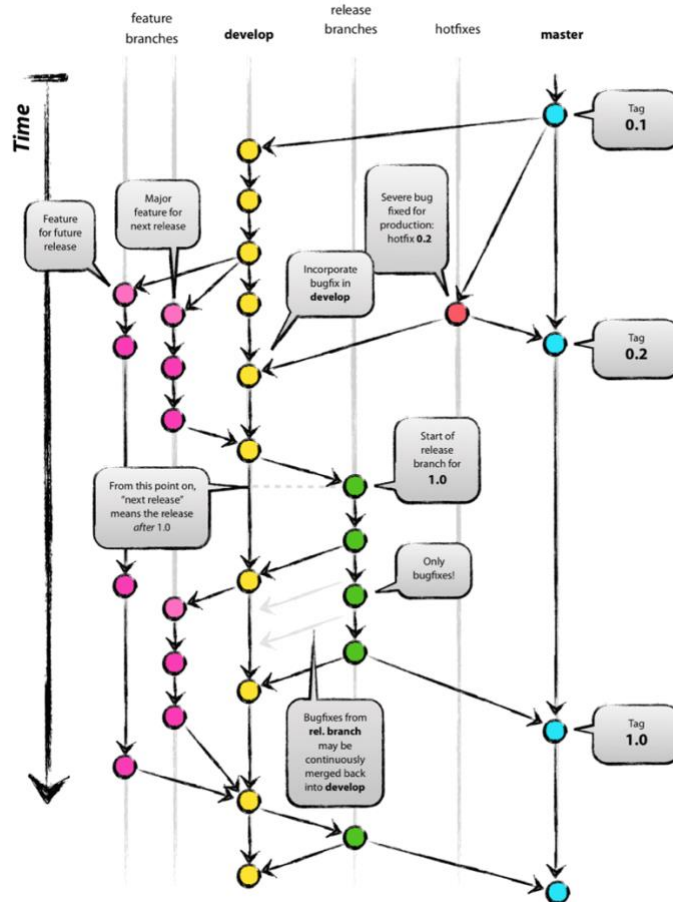 feature
branches
develop
release
branches
hotfixes
master
Time
Tag
0.1
Feature
for future
release
Major
feature for
next release
Severe bug
fixed for
production:
hotfix 0.2
Incorporate
bugfix in
develop
Tag
0.2
Start of
release
branch for
1.0
From this point on,
"next release"
means the release
after 1.0
Only
bugfixes!
Bugfixes from
rel. branch
may be
continuously
merged back
into develop
Tag
1.0